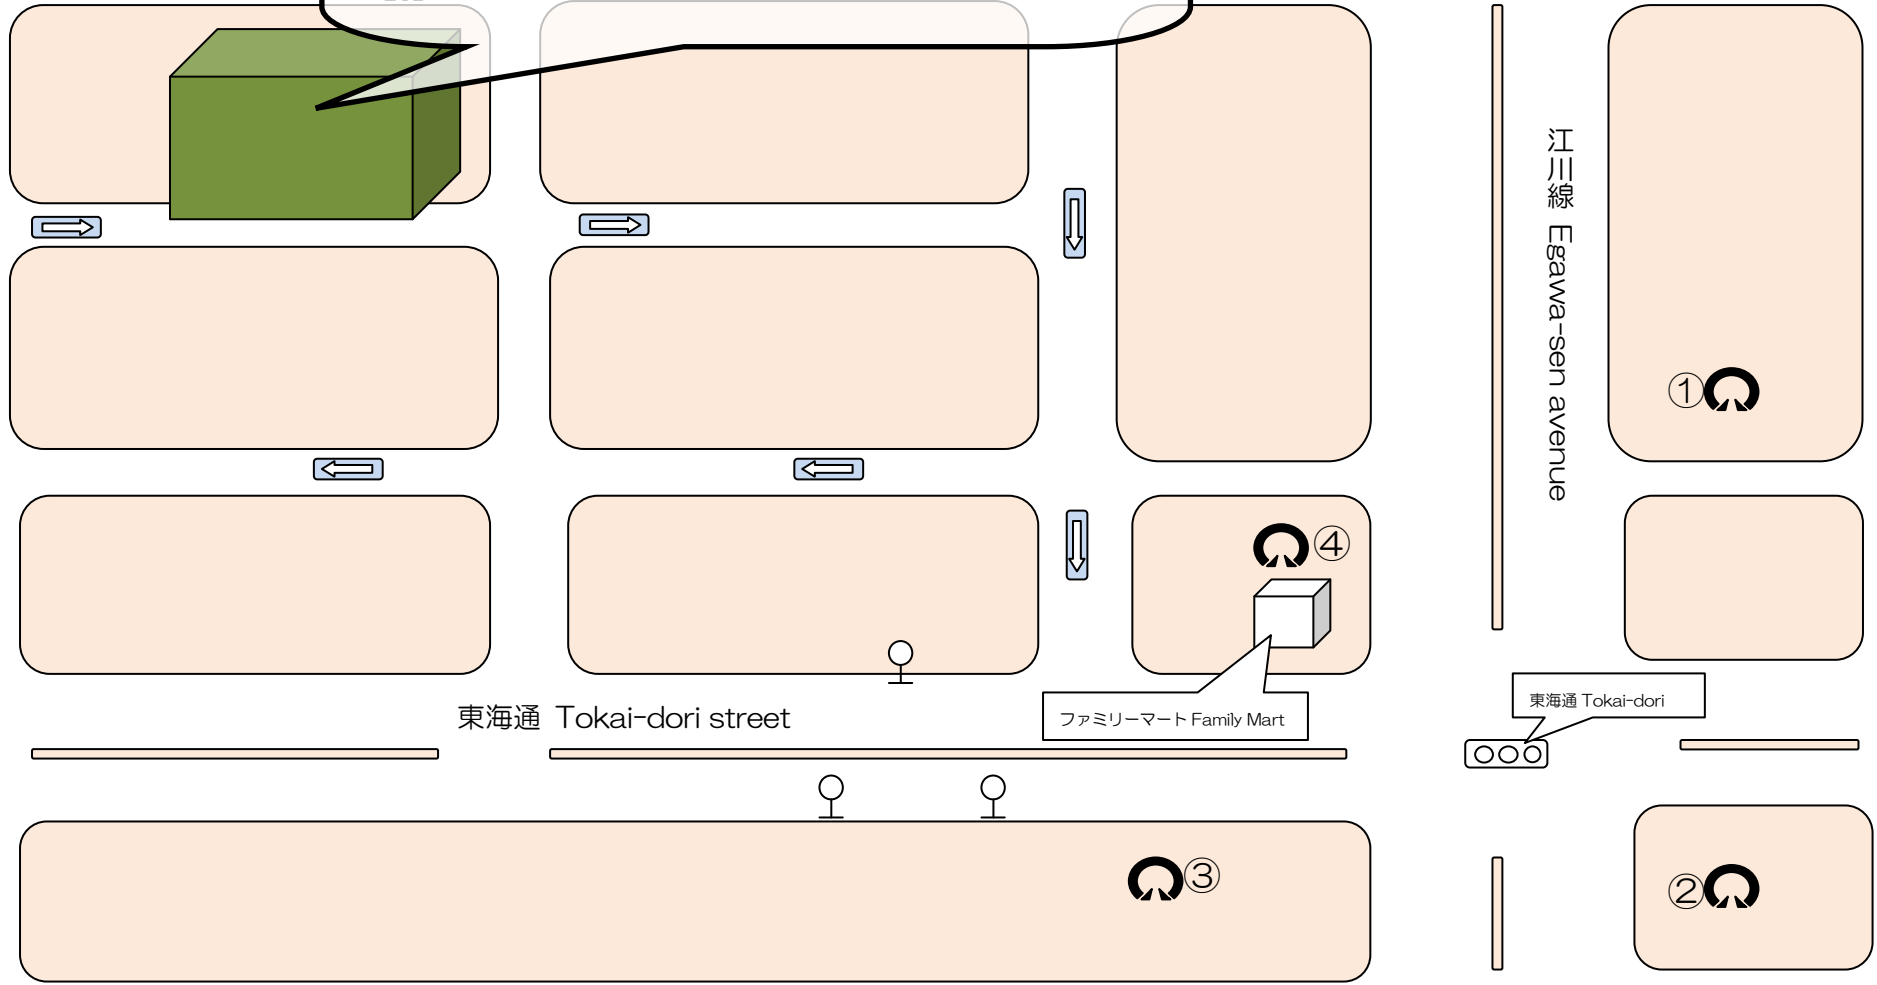 江川線 Egawa-sen avenue
①
④
東海通 Tokai-dori
東海通 Tokai-dori street
ファミリーマート Family Mart
③
②